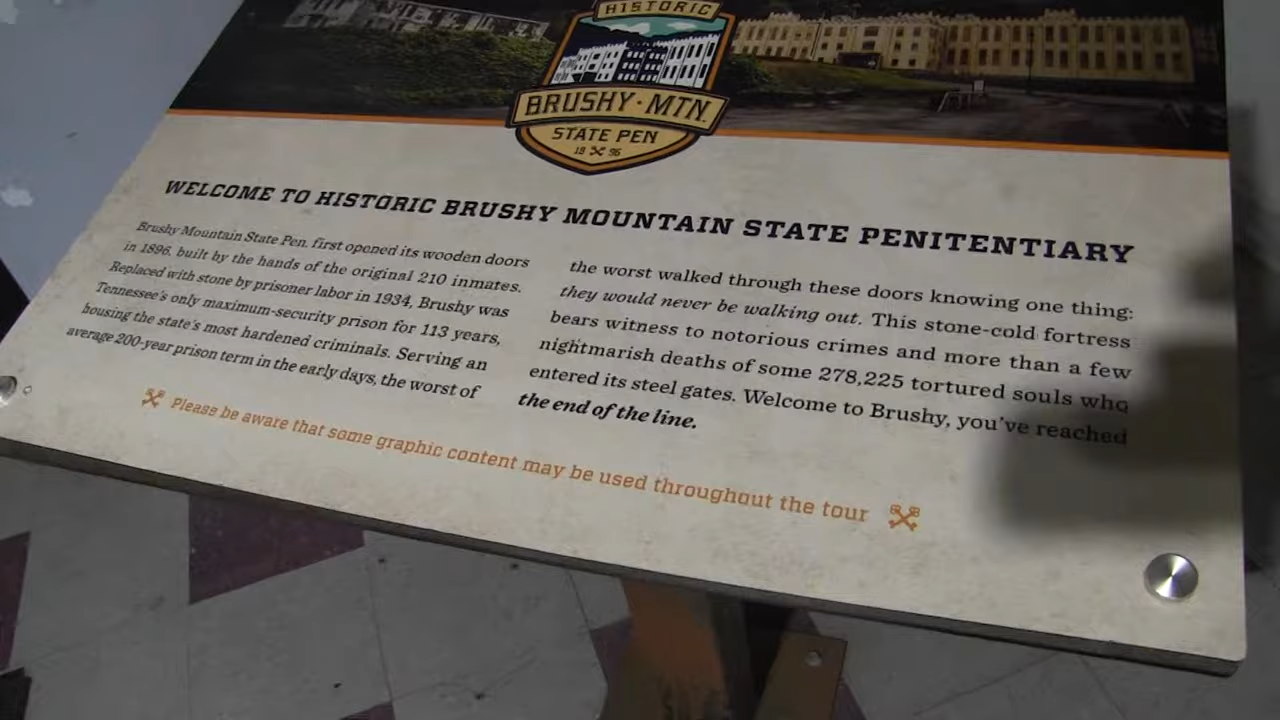 HISTORIC
BRUSHY · MTN.
STATE PEN
18 96
WELCOME TO HISTORIC BRUSHY MOUNTAIN STATE PENITENTIARY
Brushy Mountain State Pen. first opened its wooden doors
in 1896, built by the hands of the original 210 inmates.
Replaced with stone by prisoner labor in 1934, Brushy was
Tennessee's only maximum-security prison for 113 years,
housing the state's most hardened criminals. Serving an
average 200-year prison term in the early days, the worst of
the worst walked through these doors knowing one thing:
they would never be walking out. This stone-cold fortress
bears witness to notorious crimes and more than a few
nightmarish deaths of some 278,225 tortured souls who
entered its steel gates. Welcome to Brushy, you've reached
the end of the line.
Please be aware that some graphic content may be used throughout the tour